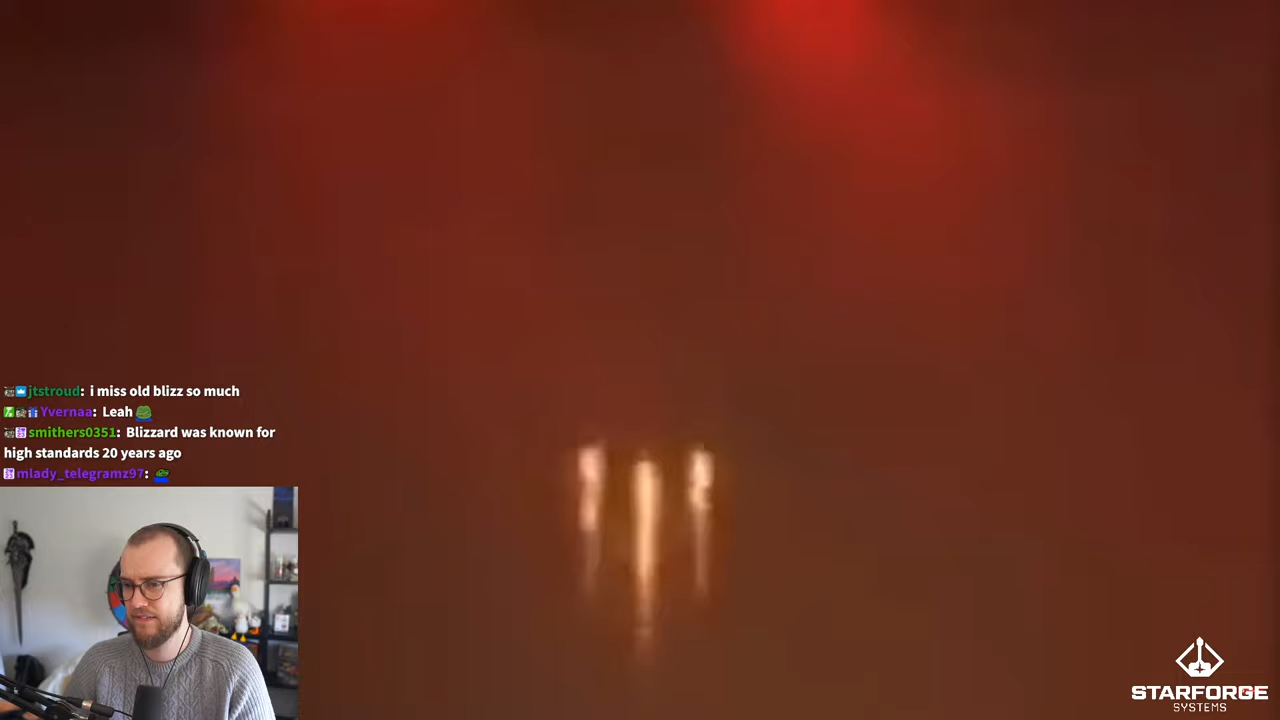 jtstroud: i miss old blizz so much
Yvernaa: Leah
smithers0351: Blizzard was known for
high standards 20 years ago
mlady_telegramz97:
STARFORGE
SYSTEMS